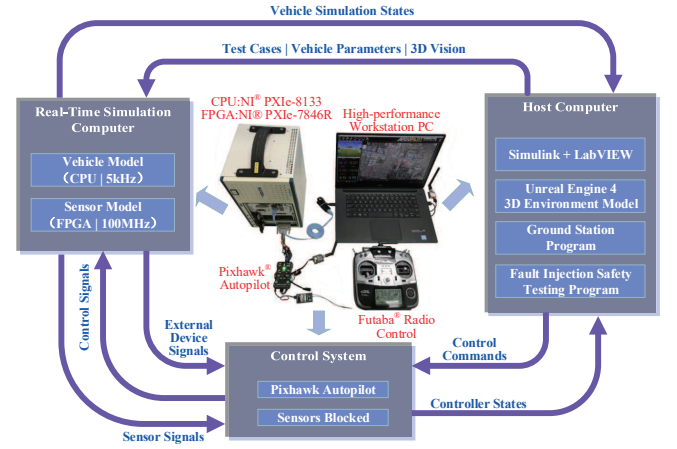 Vehicle Simulation States
Test Cases | Vehicle Parameters | 3D Vision
Real-Time Simulation
Computer
Vehicle Model
（CPU | 5kHz）
Sensor Model
（FPGA | 100MHz）
CPU:NI® PXIe-8133
FPGA:NI® PXIe-7846R
High-performance
Workstation PC
Host Computer
Simulink + LabVIEW
Unreal Engine 4
3D Environment Model
Ground Station
Program
Fault Injection Safety
Testing Program
Pixhawk®
Autopilot
Futaba® Radio
Control
Control Signals
External
Device
Signals
Control
Commands
Control System
Pixhawk Autopilot
Sensors Blocked
Sensor Signals
Controller States